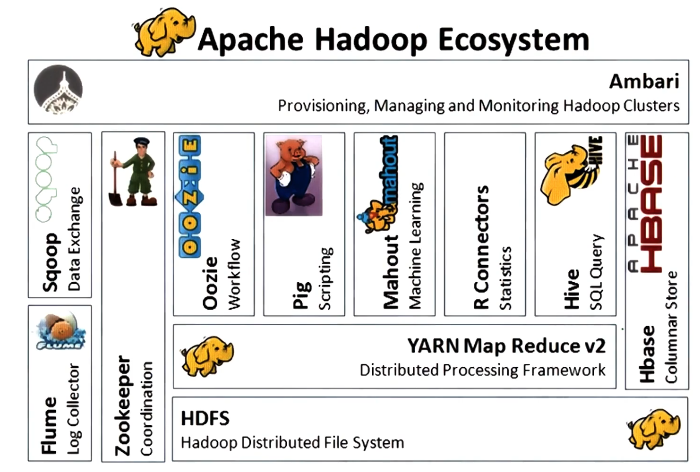 Apache Hadoop Ecosystem
Ambari
Provisioning, Managing and Monitoring Hadoop Clusters
sqoop
Sqoop
Data Exchange
FLUME
Flume
Log Collector
Zookeeper
Coordination
OOZIE
Oozie
Workflow
Pig
Scripting
mahout
Mahout
Machine Learning
R Connectors
Statistics
HIVE
Hive
SQL Query
APACHE
HBASE
Hbase
Columnar Store
YARN Map Reduce v2
Distributed Processing Framework
HDFS
Hadoop Distributed File System